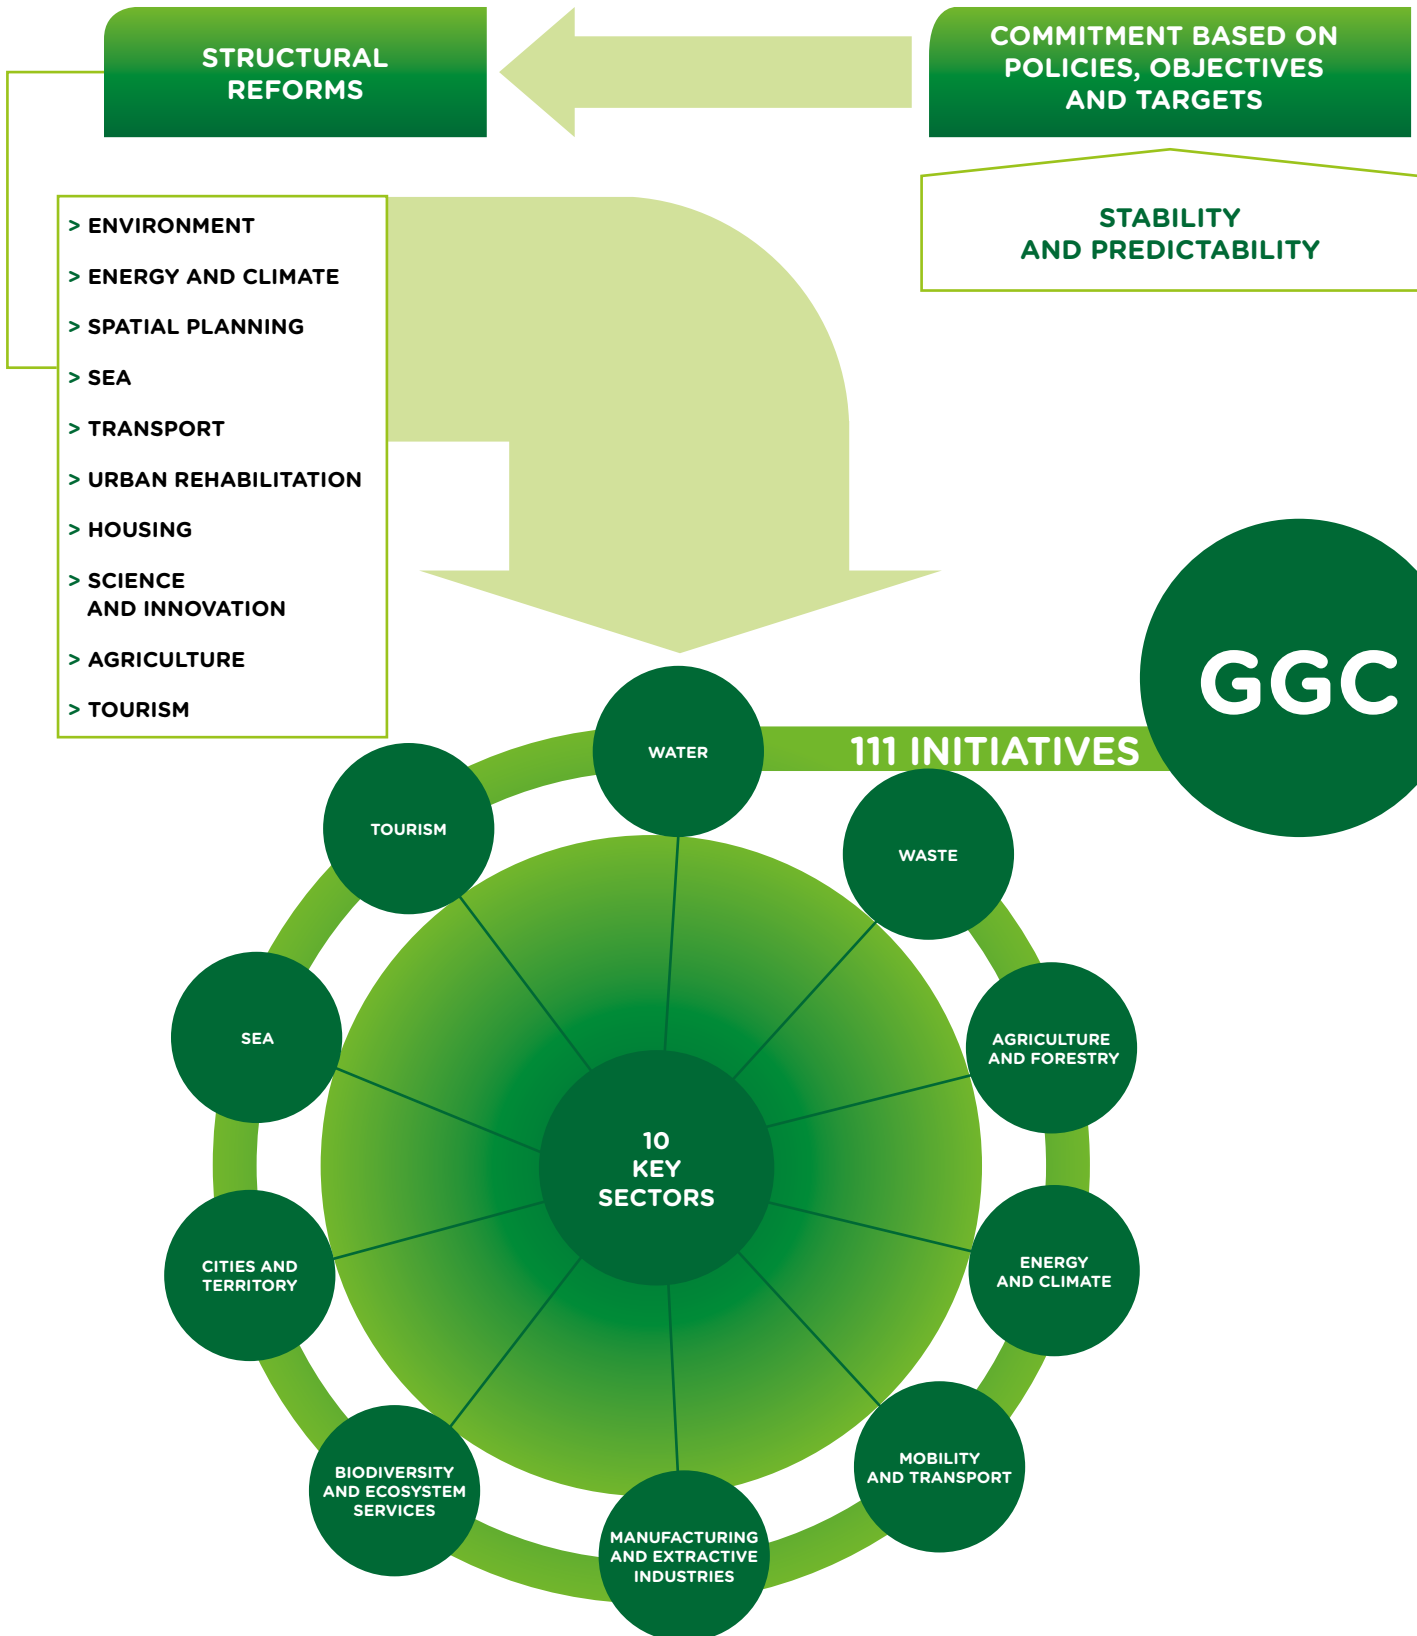 STRUCTURAL
REFORMS
COMMITMENT BASED ON
POLICIES, OBJECTIVES
AND TARGETS
STABILITY
AND PREDICTABILITY
> ENVIRONMENT
> ENERGY AND CLIMATE
> SPATIAL PLANNING
> SEA
> TRANSPORT
> URBAN REHABILITATION
> HOUSING
> SCIENCE
AND INNOVATION
> AGRICULTURE
> TOURISM
GGC
111 INITIATIVES
WATER
WASTE
AGRICULTURE
AND FORESTRY
ENERGY
AND CLIMATE
MOBILITY
AND TRANSPORT
MANUFACTURING
AND EXTRACTIVE
INDUSTRIES
BIODIVERSITY
AND ECOSYSTEM
SERVICES
CITIES AND
TERRITORY
SEA
TOURISM
10
KEY
SECTORS